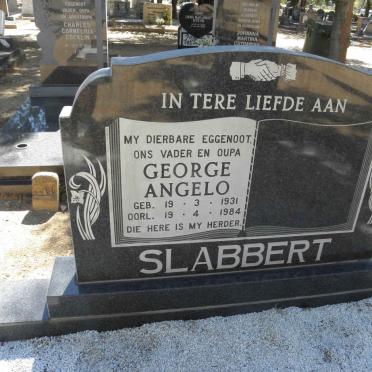 IN TERE LIEFDE AAN
MY DIERBARE EGGENOOT,
ONS VADER EN OUPA
GEORGE
ANGELO
GEB. 19 · 3 · 1931
OORL. 19 · 4 · 1984
DIE HERE IS MY HERDER.
SLABBERT